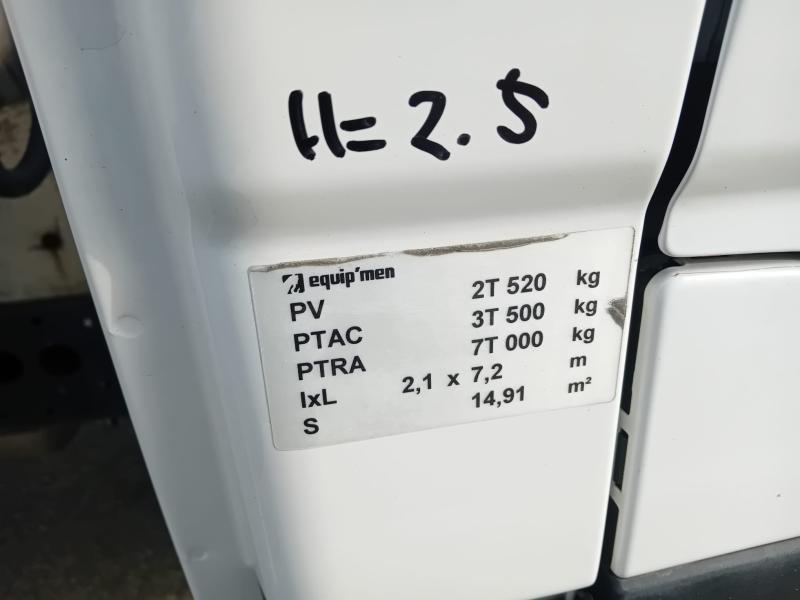 H= 2.5
equip'men
PV 2T 520 kg
PTAC 3T 500 kg
PTRA 7T 000 kg
lxL 2,1 x 7,2 m
S 14,91 m²